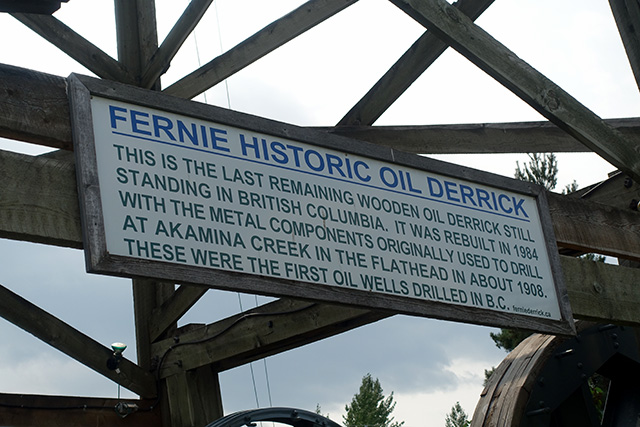 FERNIE HISTORIC OIL DERRICK
THIS IS THE LAST REMAINING WOODEN OIL DERRICK STILL
STANDING IN BRITISH COLUMBIA. IT WAS REBUILT IN 1984
WITH THE METAL COMPONENTS ORIGINALLY USED TO DRILL
AT AKAMINA CREEK IN THE FLATHEAD IN ABOUT 1908.
THESE WERE THE FIRST OIL WELLS DRILLED IN B.C. ferniederrick.ca